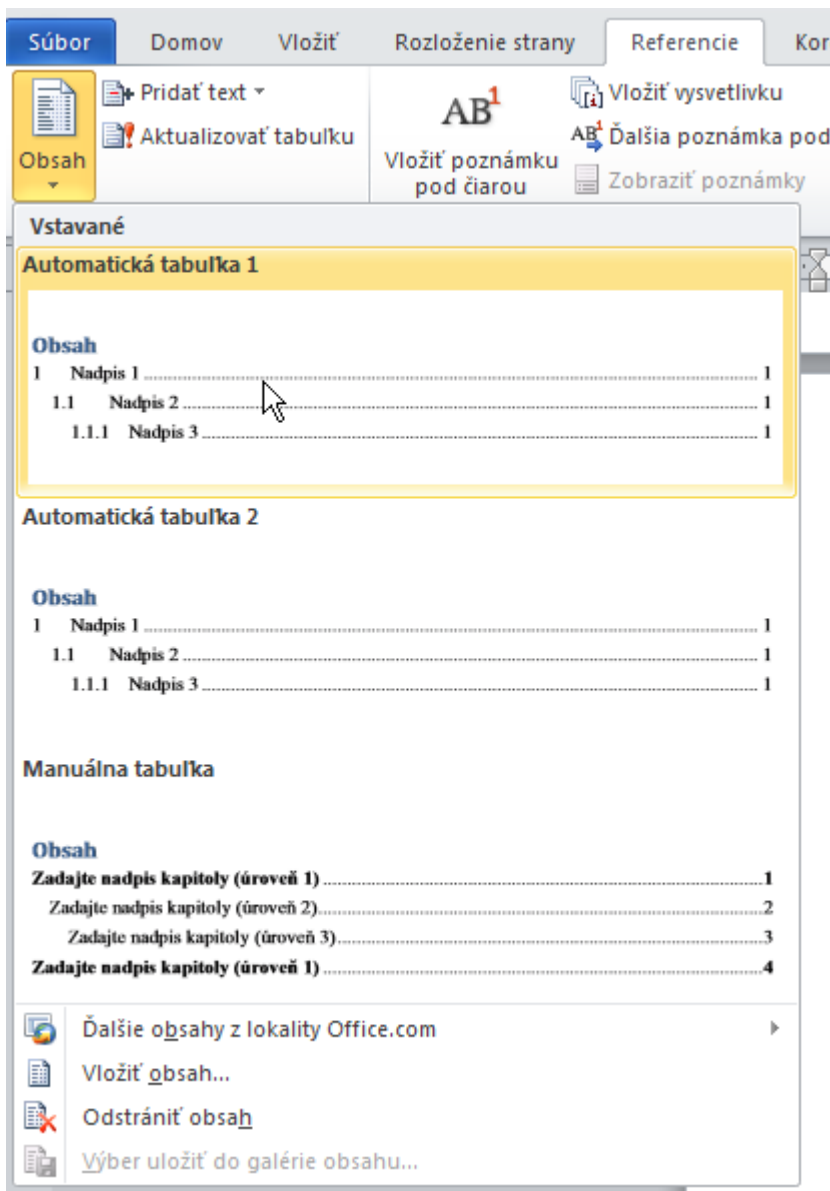 Súbor Domov Vložiť Rozloženie strany Referencie Kor
Obsah
Pridať text
Aktualizovať tabuľku
AB1
Vložiť poznámku
pod čiarou
[i] Vložiť vysvetlivku
AB1 Ďalšia poznámka pod
Zobraziť poznámky
Vstavané
Automatická tabuľka 1
Obsah
1 Nadpis 1 ........ 1
1.1 Nadpis 2 ........ 1
1.1.1 Nadpis 3 ........ 1
Automatická tabuľka 2
Obsah
1 Nadpis 1 ........ 1
1.1 Nadpis 2 ........ 1
1.1.1 Nadpis 3 ........ 1
Manuálna tabuľka
Obsah
Zadajte nadpis kapitoly (úroveň 1) ........ 1
Zadajte nadpis kapitoly (úroveň 2) ........ 2
Zadajte nadpis kapitoly (úroveň 3) ........ 3
Zadajte nadpis kapitoly (úroveň 1) ........ 4
Ďalšie obsahy z lokality Office.com
Vložiť obsah...
Odstrániť obsah
Výber uložiť do galérie obsahu...